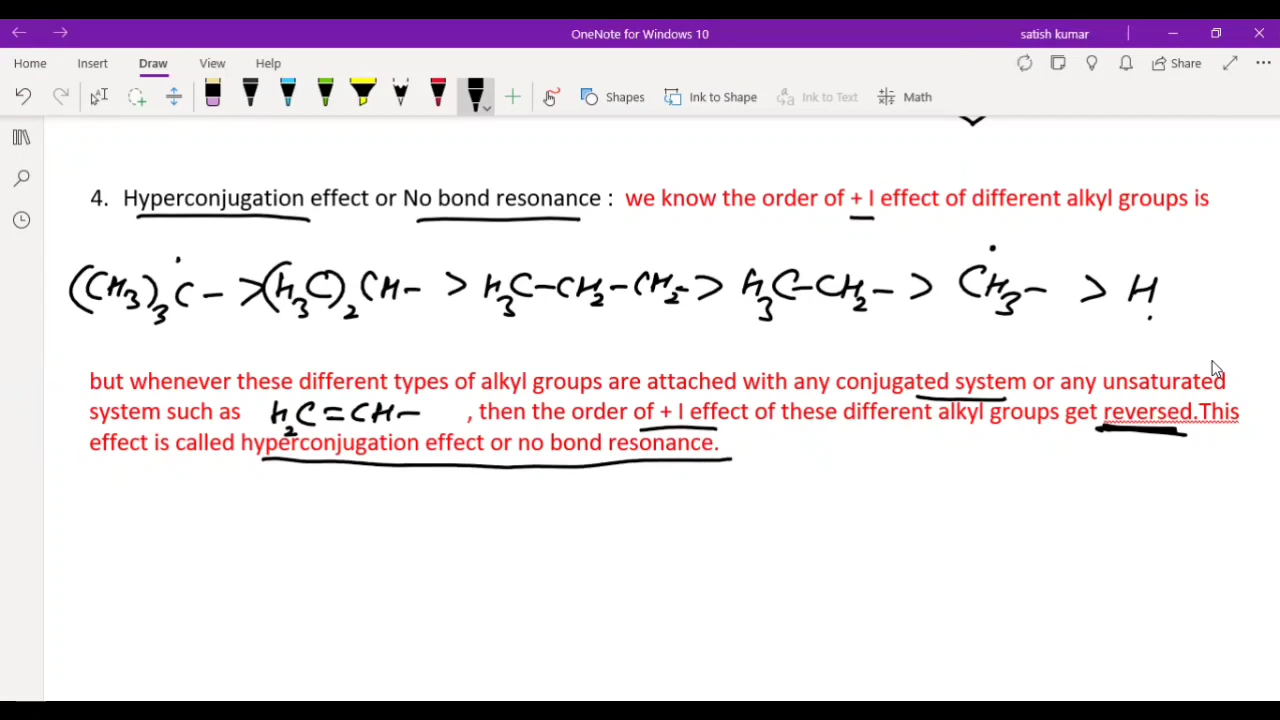 OneNote for Windows 10
satish kumar
Home Insert Draw View Help Share
Shapes Ink to Shape Ink to Text Math
4. Hyperconjugation effect or No bond resonance : we know the order of + I effect of different alkyl groups is
(CH3)3C – > (H3C)2CH – > H3C–CH2–CH2– > H3C–CH2– > CH3– > H
but whenever these different types of alkyl groups are attached with any conjugated system or any unsaturated
system such as H2C=CH– , then the order of + I effect of these different alkyl groups get reversed.This
effect is called hyperconjugation effect or no bond resonance.